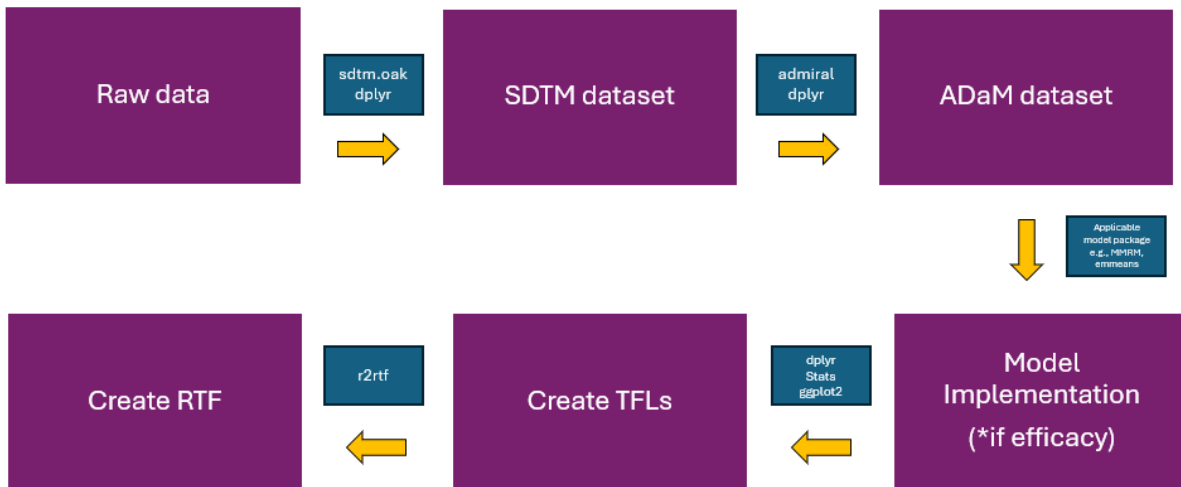 Raw data
sdtm.oak
dplyr
SDTM dataset
admiral
dplyr
ADaM dataset
Applicable
model package
e.g., MMRM,
emmeans
Model
Implementation
(*if efficacy)
dplyr
Stats
ggplot2
Create TFLs
r2rtf
Create RTF